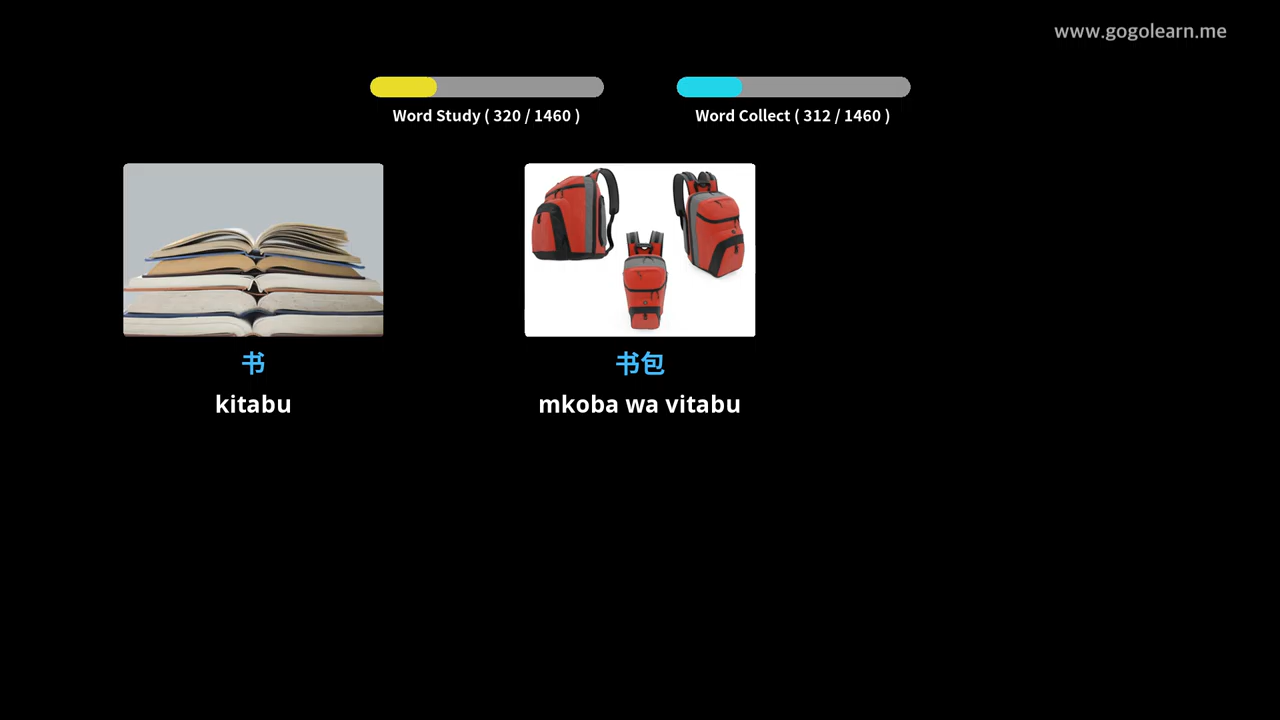 www.gogolearn.me
Word Study ( 320 / 1460 )
Word Collect ( 312 / 1460 )
书
kitabu
书包
mkoba wa vitabu